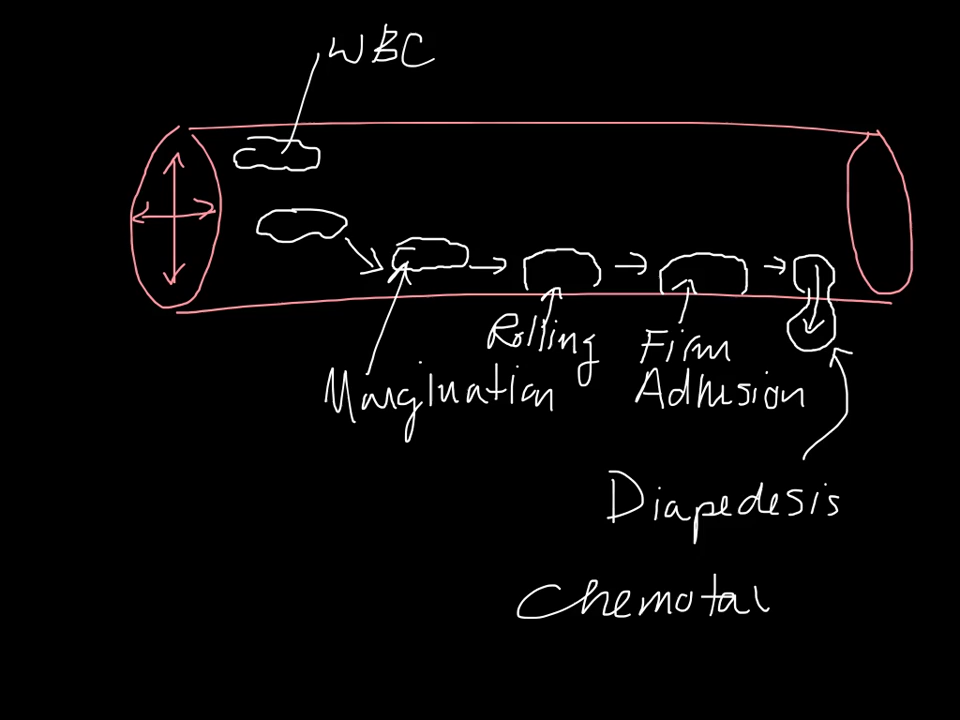 WBC
Rolling
Firm
Margination
Adhesion
Diapedesis
Chemotai